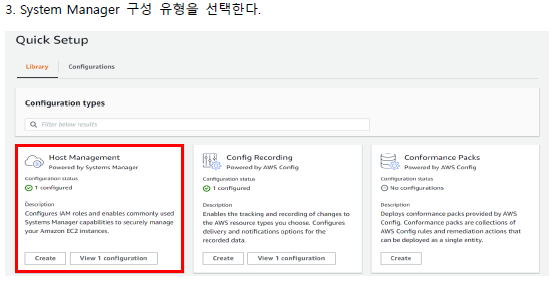 3. System Manager 구성 유형을 선택한다.
Quick Setup
Library Configurations
Configuration types
Filter below results
Host Management
Powered by Systems Manager
Configuration status
1 configured
Description
Configures IAM roles and enables commonly used
Systems Manager capabilities to securely manage
your Amazon EC2 instances.
Create View 1 configuration
Config Recording
Powered by AWS Config
Configuration status
1 configured
Description
Enables the tracking and recording of changes to
the AWS resource types you choose. Configures
delivery and notifications options for the
recorded data.
Create View 1 configuration
Conformance Packs
Powered by AWS Config
Configuration status
No configurations
Description
Deploys conformance packs provided by AWS
Config. Conformance packs are collections of
AWS Config rules and remediation actions that
can be deployed as a single entity.
Create